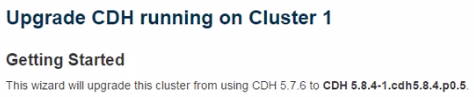 Upgrade CDH running on Cluster 1
Getting Started
This wizard will upgrade this cluster from using CDH 5.7.6 to CDH 5.8.4-1.cdh5.8.4.p0.5